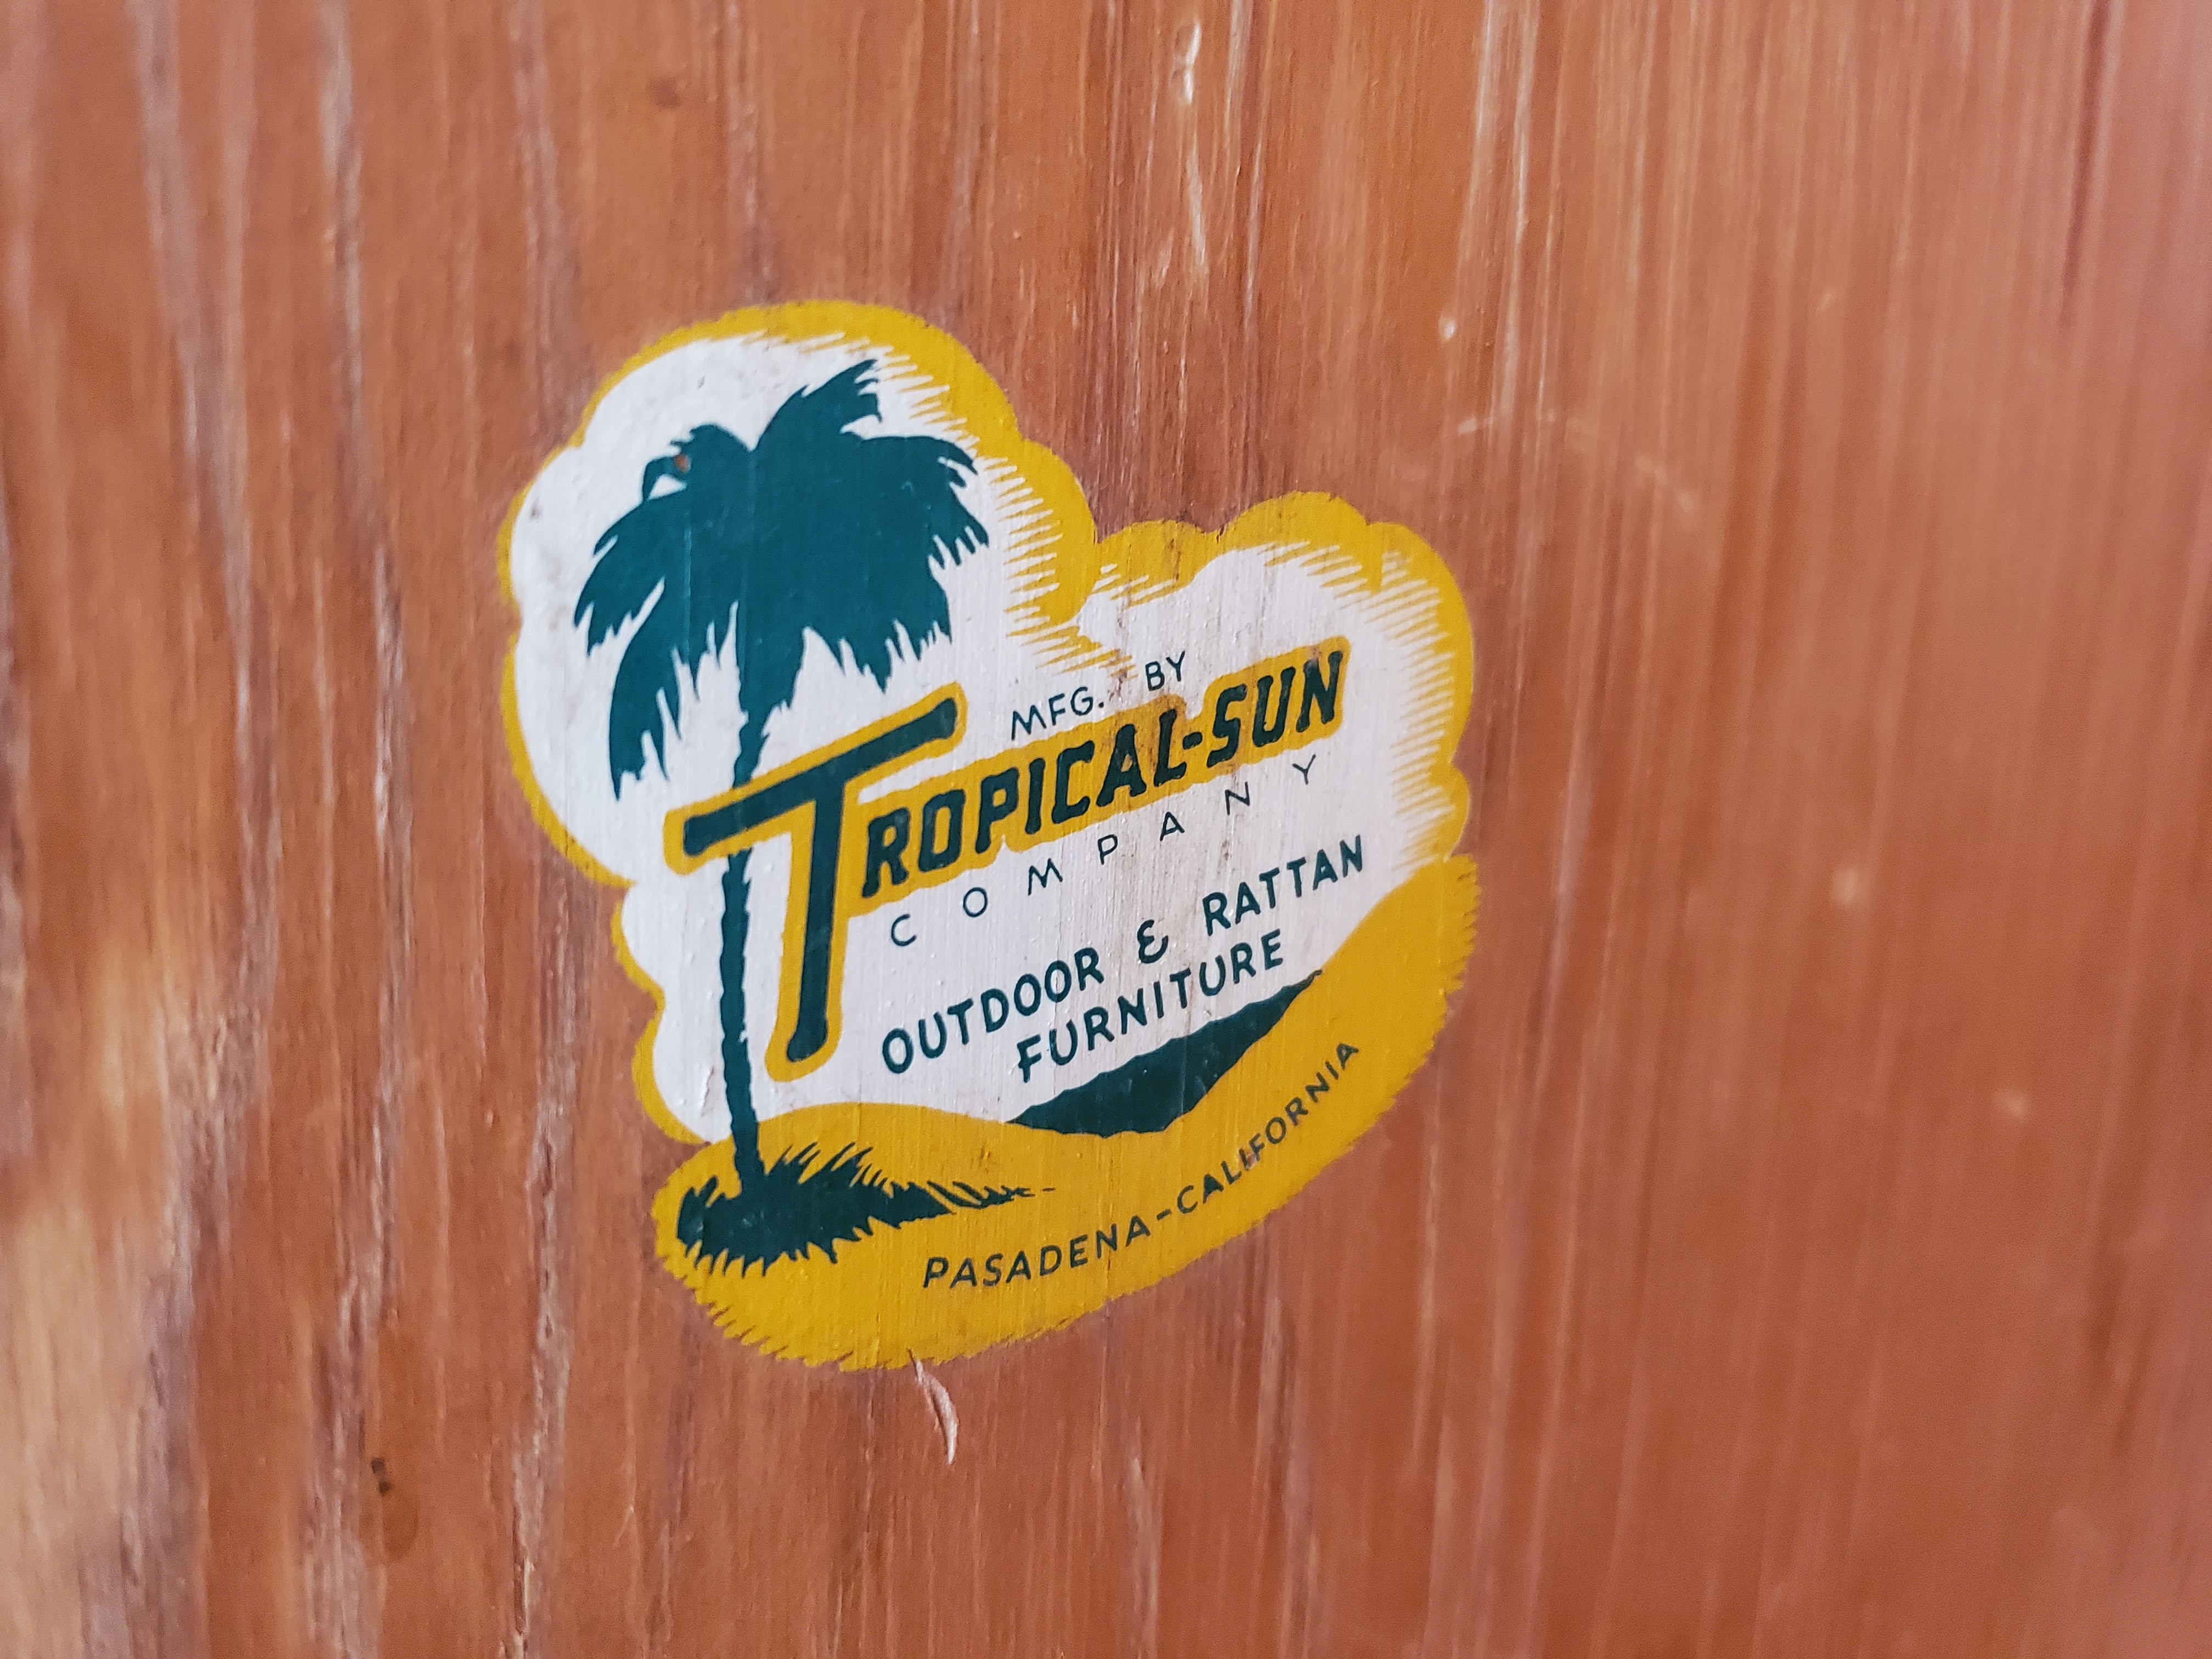 MFG. BY
TROPICAL-SUN
COMPANY
OUTDOOR & RATTAN
FURNITURE
PASADENA-CALIFORNIA